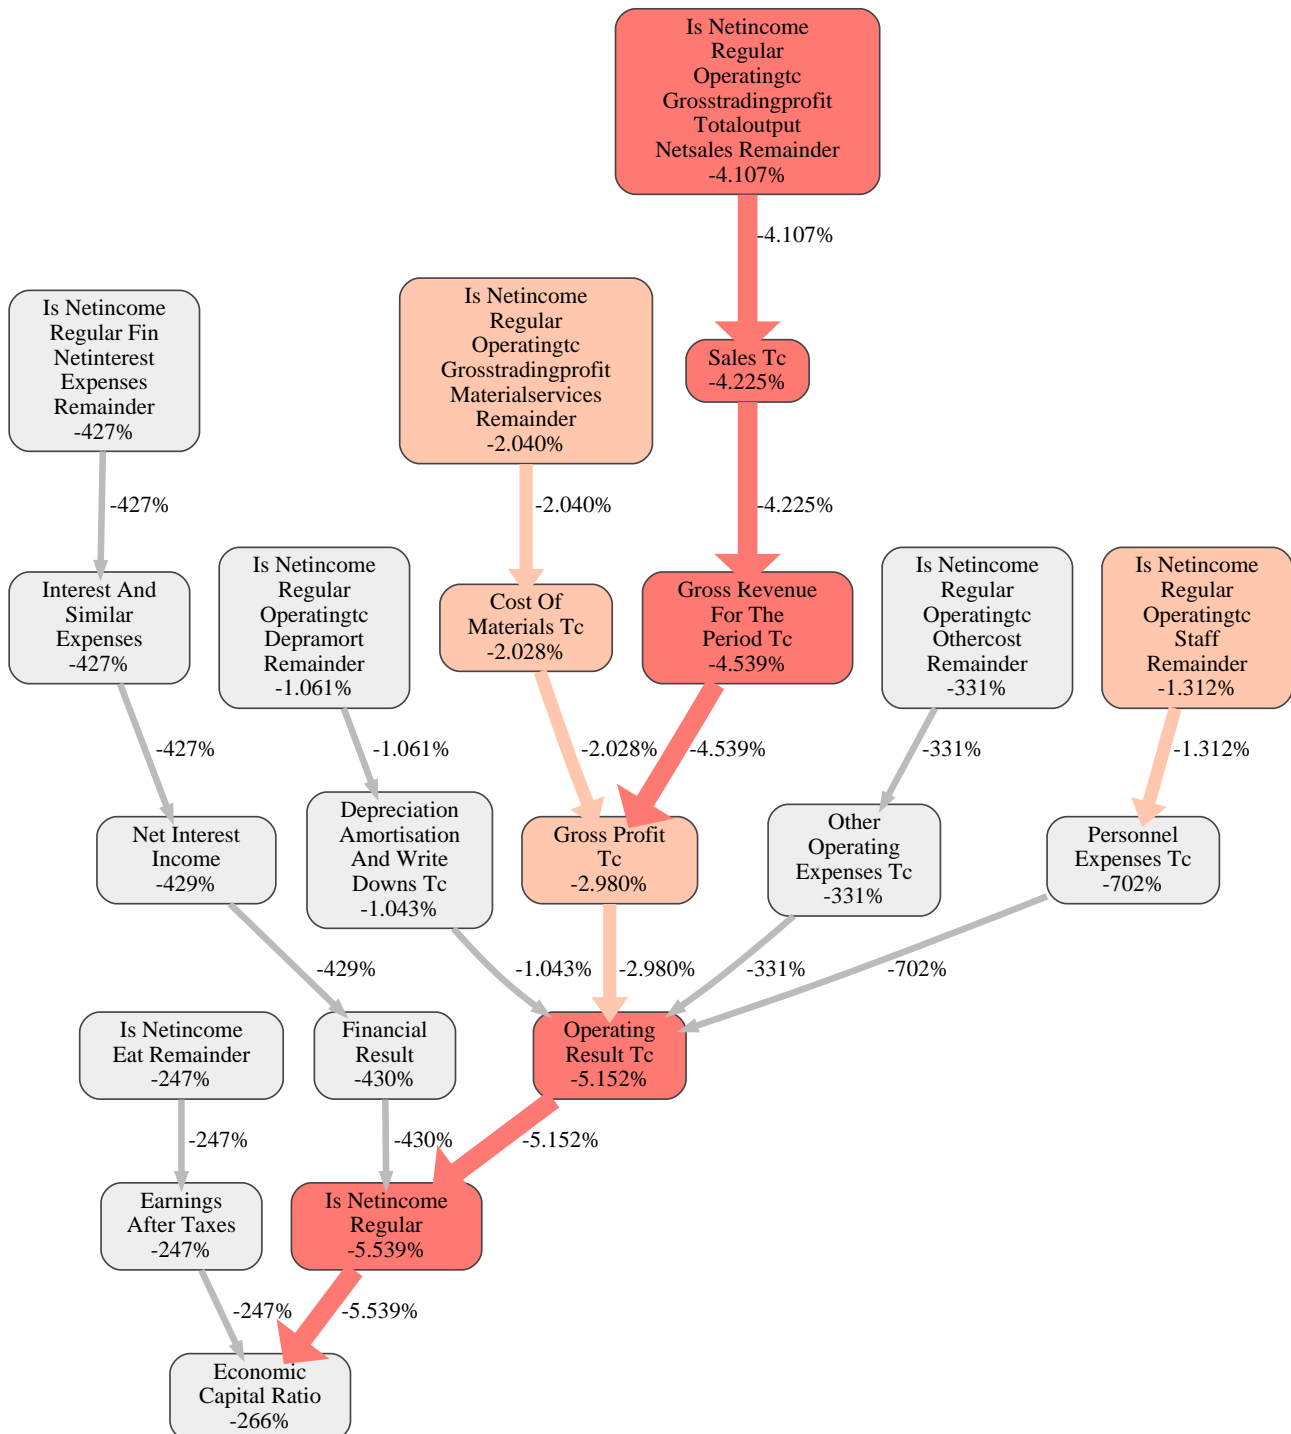 Is Netincome
Regular
Operatingtc
Grosstradingprofit
Totaloutput
Netsales Remainder
-4.107%
-4.107%
Is Netincome
Regular Fin
Netinterest
Expenses
Remainder
-427%
Is Netincome
Regular
Operatingtc
Grosstradingprofit
Materialservices
Remainder
-2.040%
Sales Tc
-4.225%
-427%
-2.040%
-4.225%
Interest And
Similar
Expenses
-427%
Is Netincome
Regular
Operatingtc
Depramort
Remainder
-1.061%
Cost Of
Materials Tc
-2.028%
Gross Revenue
For The
Period Tc
-4.539%
Is Netincome
Regular
Operatingtc
Othercost
Remainder
-331%
Is Netincome
Regular
Operatingtc
Staff
Remainder
-1.312%
-427%
-1.061%
-2.028%
-4.539%
-331%
-1.312%
Net Interest
Income
-429%
Depreciation
Amortisation
And Write
Downs Tc
-1.043%
Gross Profit
Tc
-2.980%
Other
Operating
Expenses Tc
-331%
Personnel
Expenses Tc
-702%
-429%
-1.043%
-2.980%
-331%
-702%
Is Netincome
Eat Remainder
-247%
Financial
Result
-430%
Operating
Result Tc
-5.152%
-247%
-430%
-5.152%
Earnings
After Taxes
-247%
Is Netincome
Regular
-5.539%
-247%
-5.539%
Economic
Capital Ratio
-266%